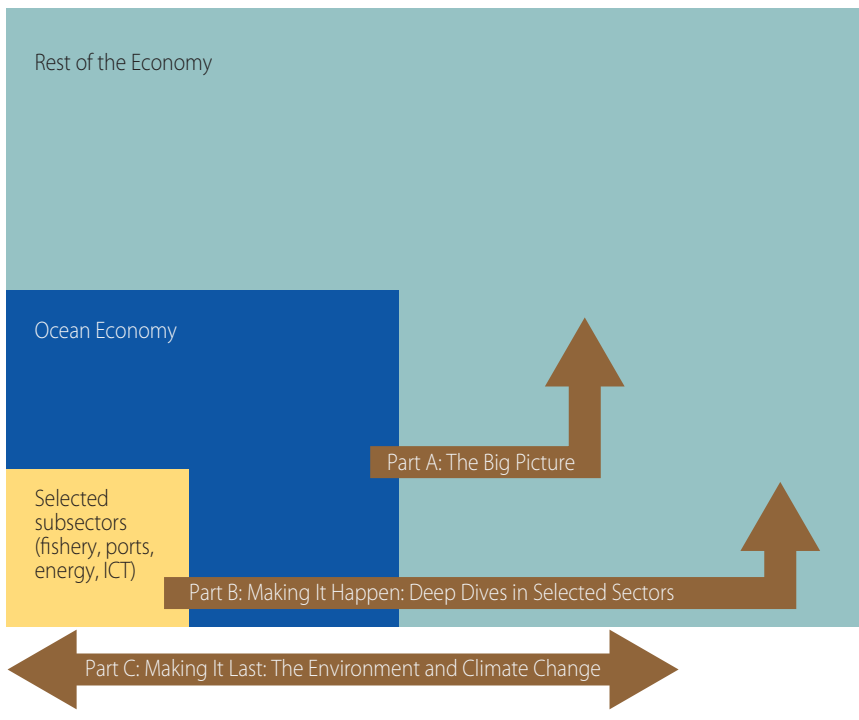 Rest of the Economy
Ocean Economy
Part A: The Big Picture
Selected
subsectors
(fishery, ports,
energy, ICT)
Part B: Making It Happen: Deep Dives in Selected Sectors
Part C: Making It Last: The Environment and Climate Change